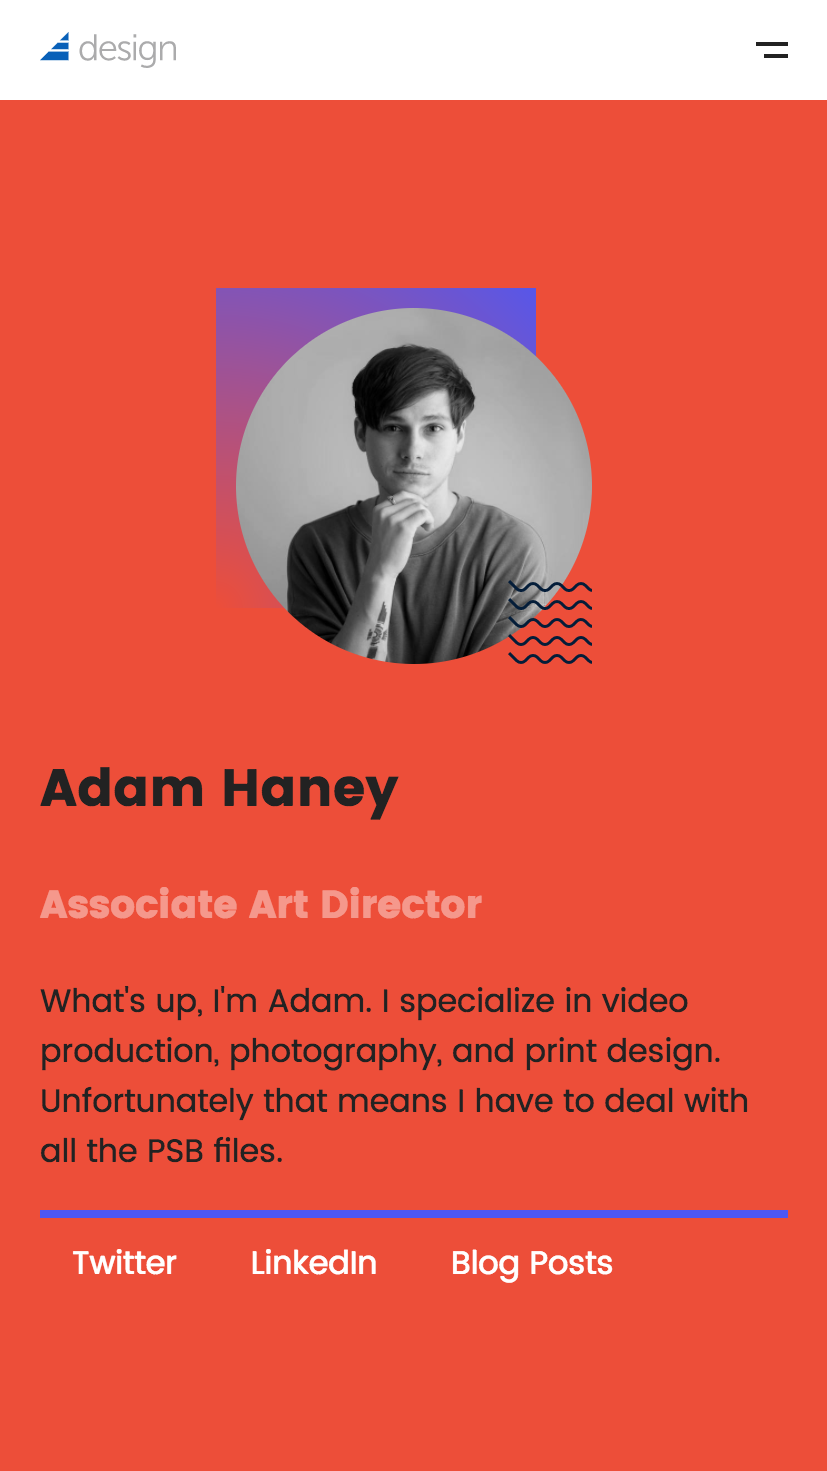 design
Adam Haney
Associate Art Director
What's up, I'm Adam. I specialize in video
production, photography, and print design.
Unfortunately that means I have to deal with
all the PSB files.
Twitter LinkedIn Blog Posts